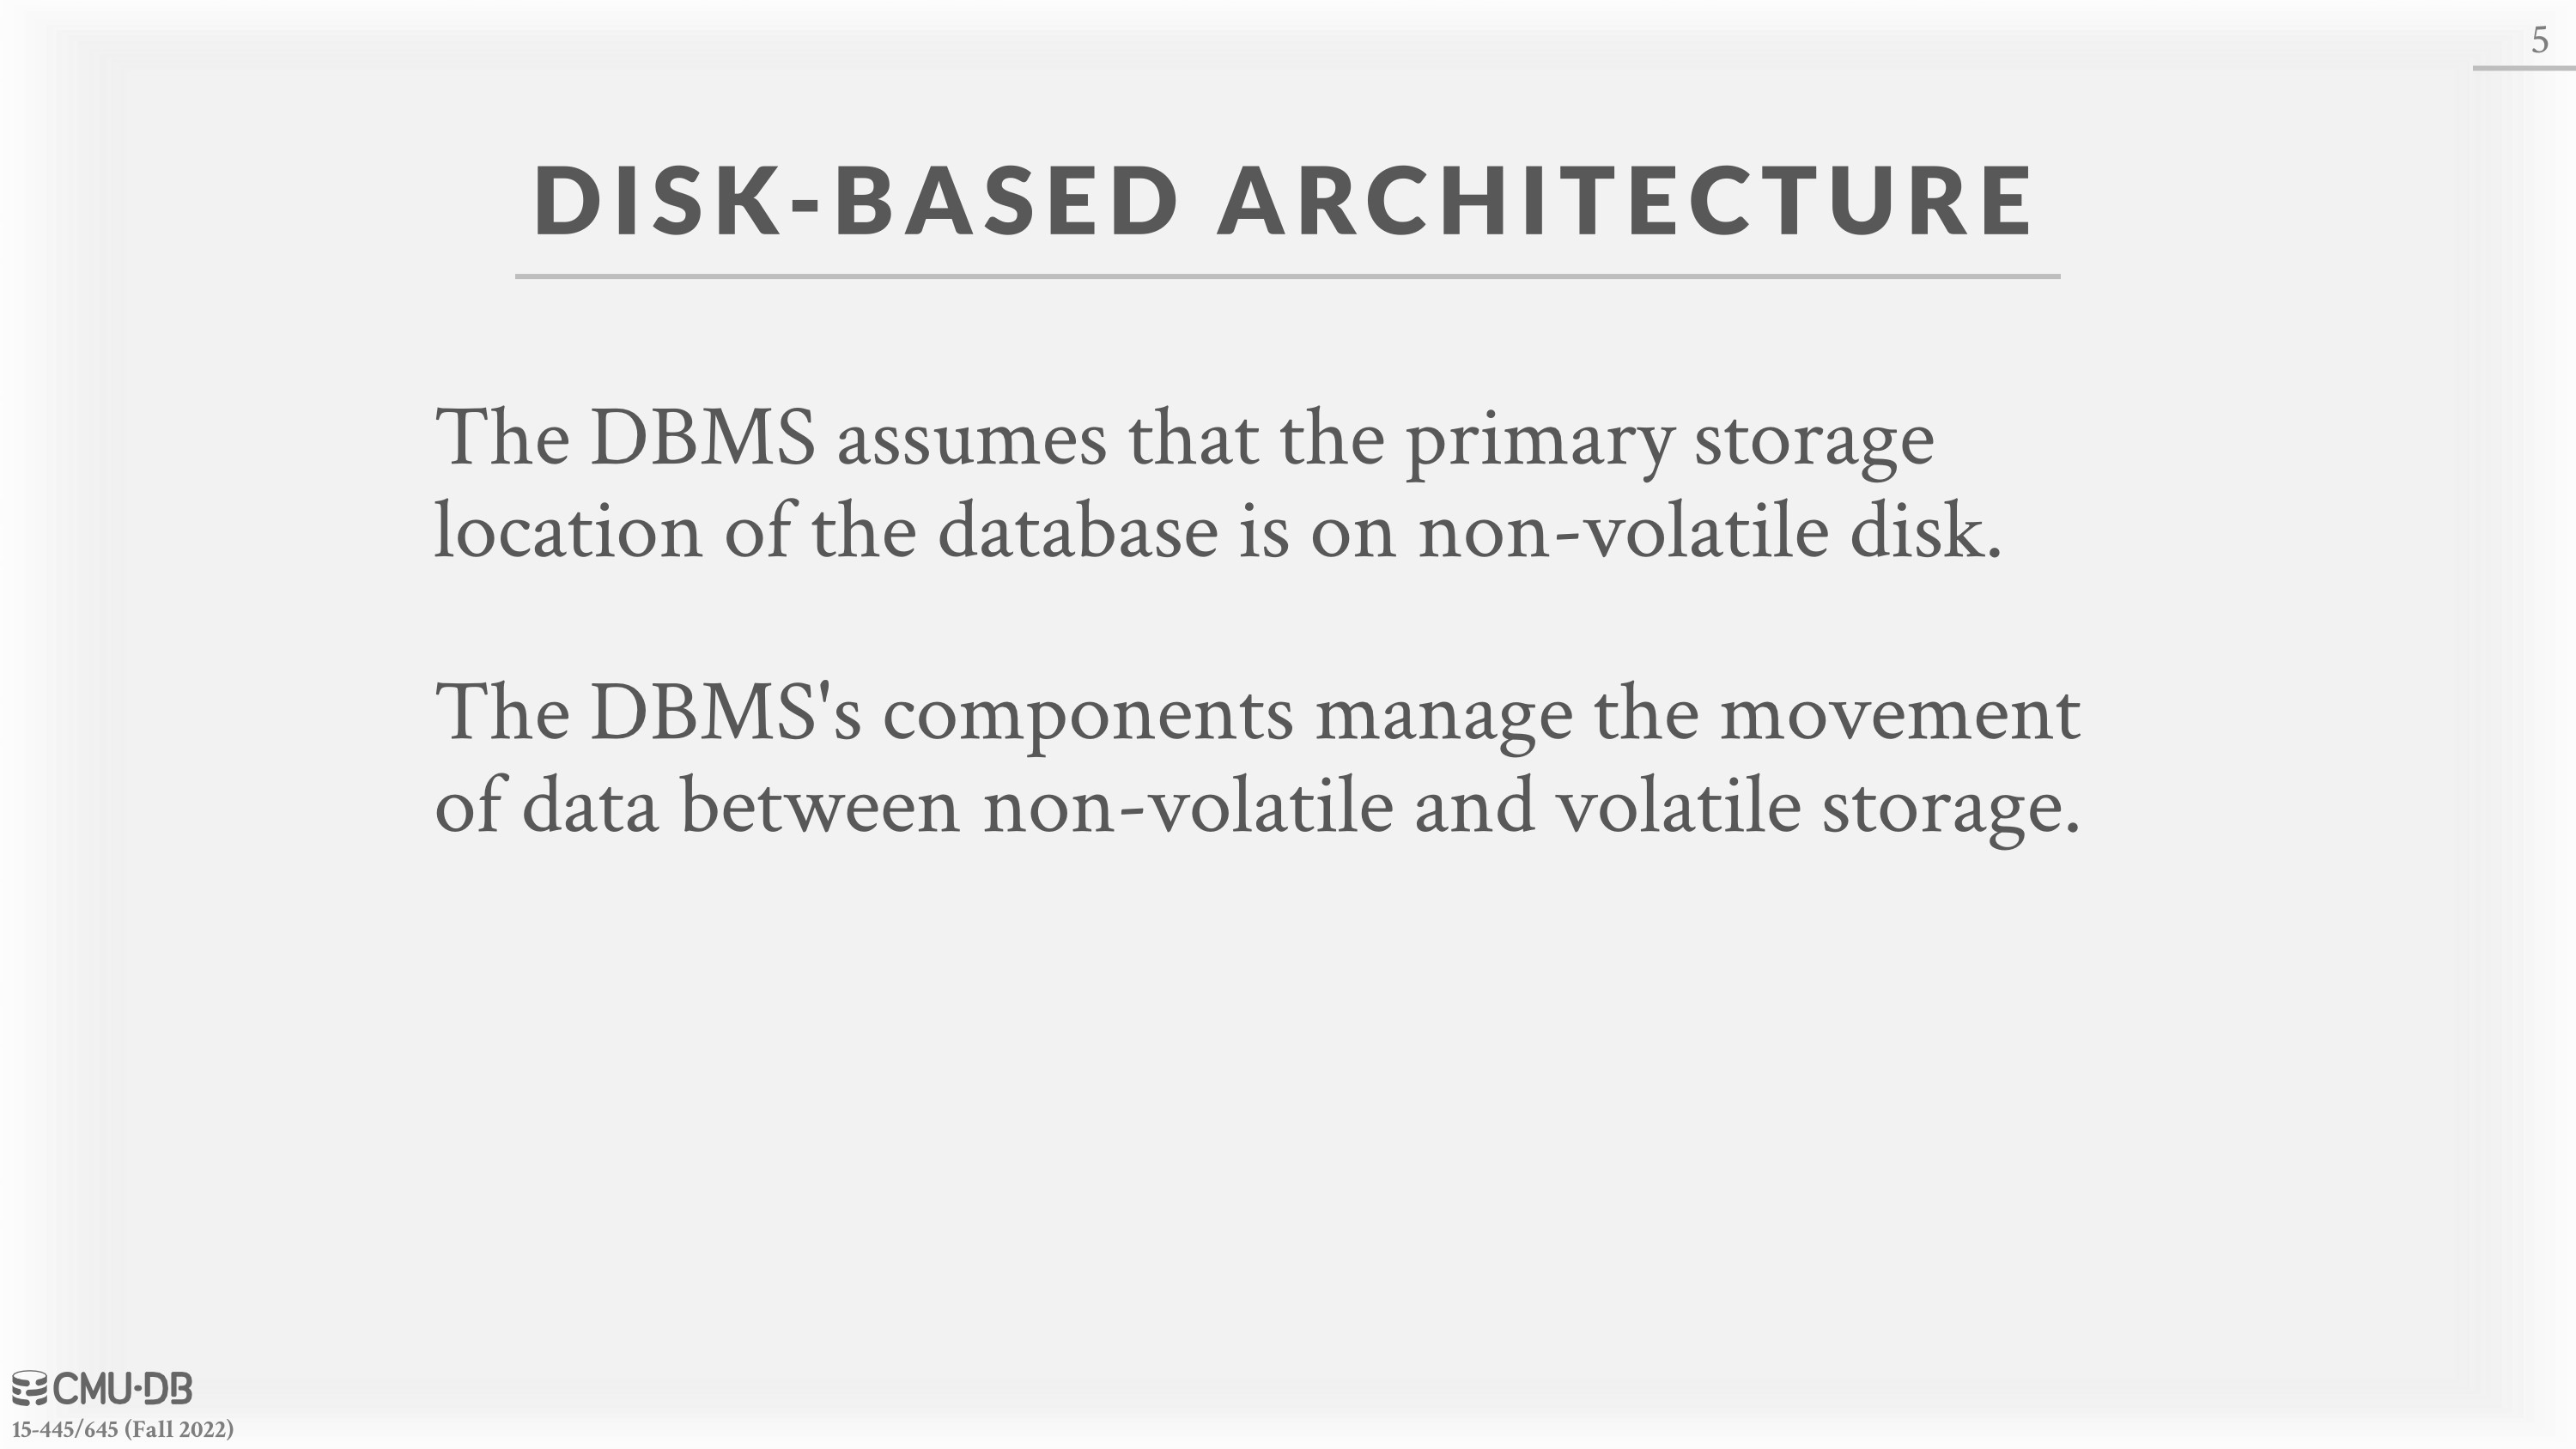 5
DISK-BASED ARCHITECTURE
The DBMS assumes that the primary storage
location of the database is on non-volatile disk.
The DBMS's components manage the movement
of data between non-volatile and volatile storage.
CMU·DB
15-445/645 (Fall 2022)